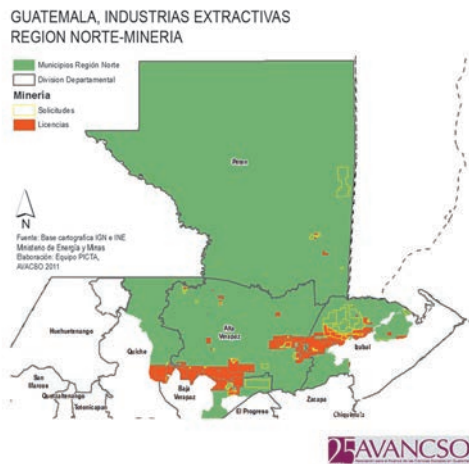 GUATEMALA, INDUSTRIAS EXTRACTIVAS
REGION NORTE-MINERIA
Municipios Región Norte
Division Departamental
Mineria
Solicitudes
Licencias
Peten
N
Fuente: Base cartografica IGN e INE
Ministerio de Energía y Minas
Elaboración: Equipo PICTA,
AVACSO 2011
Huehuetenango
Quiche
Alta
Verapaz
Izabal
San
Marcos
Quetzaltenango
Totonicapan
Baja
Verapaz
El Progreso
Zacapa
Chiquimula
25 AVANCSO